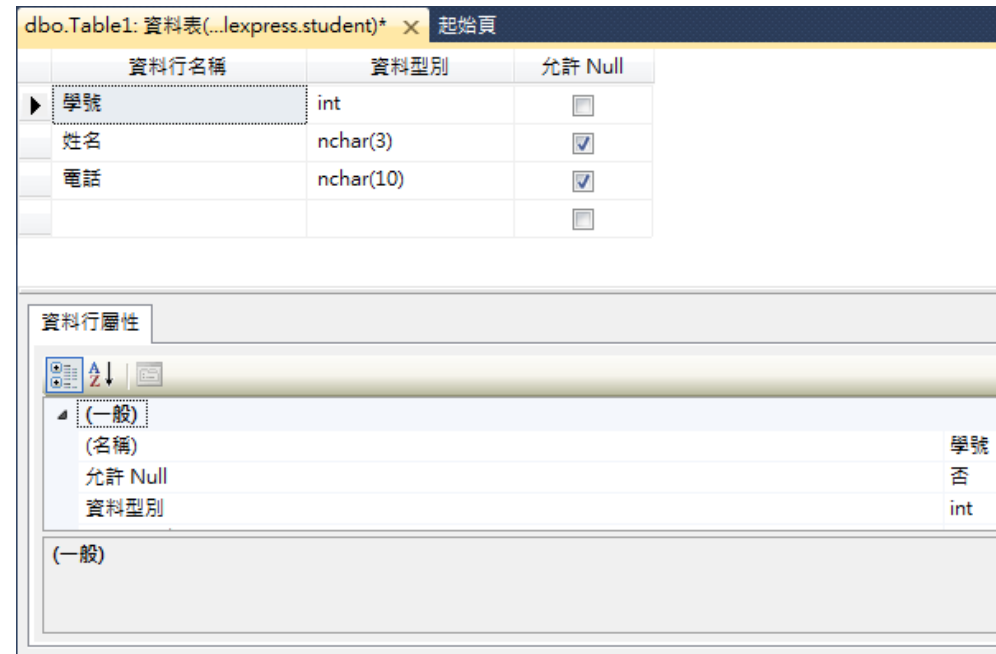 dbo.Table1: 資料表(...lexpress.student)* 起始頁
資料行名稱 資料型別 允許 Null
學號 int
姓名 nchar(3)
電話 nchar(10)
資料行屬性
(一般)
(名稱) 學號
允許 Null 否
資料型別 int
(一般)